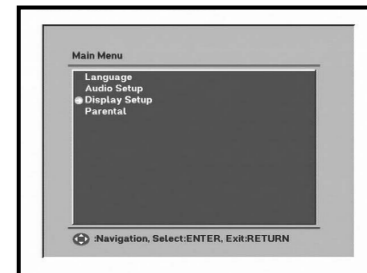 Main Menu
Language
Audio Setup
Display Setup
Parental
:Navigation, Select:ENTER, Exit:RETURN